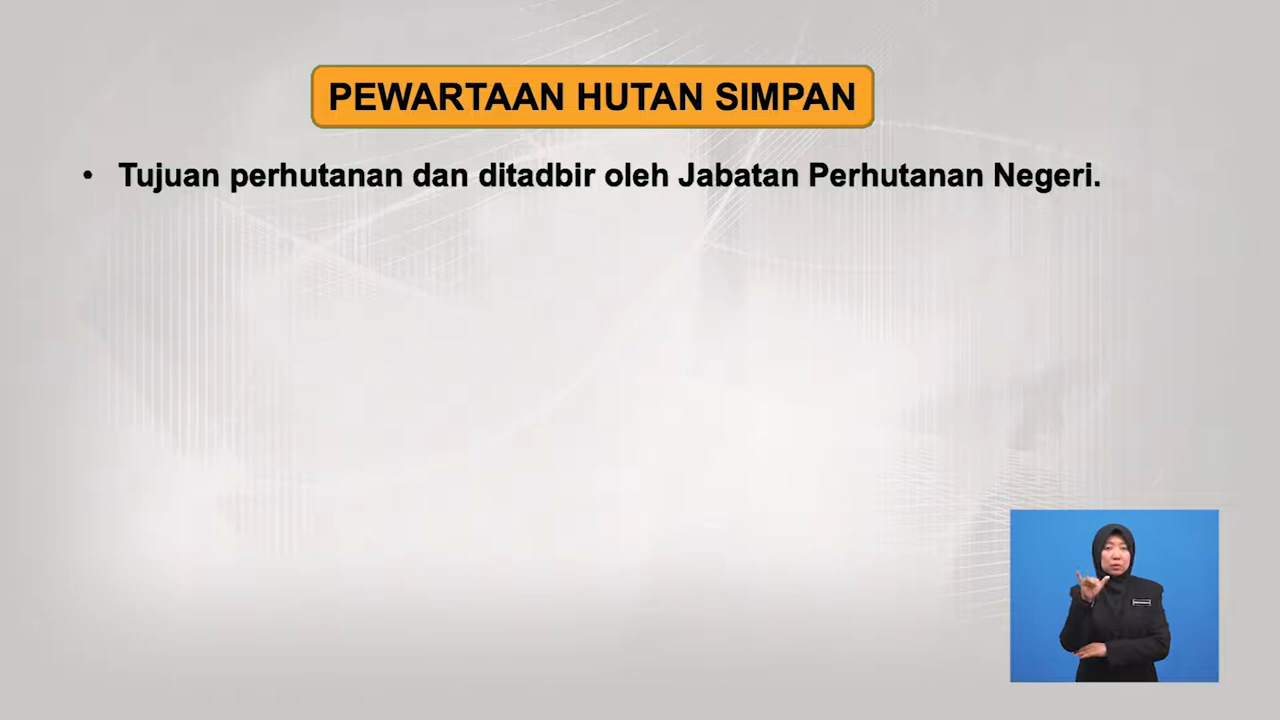 PEWARTAAN HUTAN SIMPAN
• Tujuan perhutanan dan ditadbir oleh Jabatan Perhutanan Negeri.